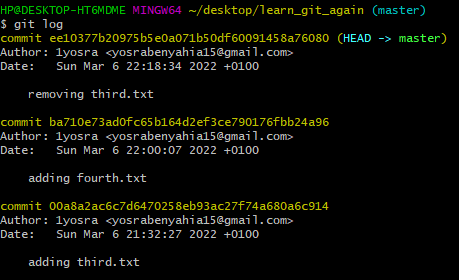 HP@DESKTOP-HT6MDME MINGW64 ~/desktop/learn_git_again (master)
$ git log
commit ee10377b20975b5e0a071b50df60091458a76080 (HEAD -> master)
Author: 1yosra <yosrabenyahia15@gmail.com>
Date:   Sun Mar 6 22:18:34 2022 +0100
    removing third.txt
commit ba710e73ad0fc65b164d2ef3ce790176fbb24a96
Author: 1yosra <yosrabenyahia15@gmail.com>
Date:   Sun Mar 6 22:00:07 2022 +0100
    adding fourth.txt
commit 00a8a2ac6c7d6470258eb93ac27f74a680a6c914
Author: 1yosra <yosrabenyahia15@gmail.com>
Date:   Sun Mar 6 21:32:27 2022 +0100
    adding third.txt